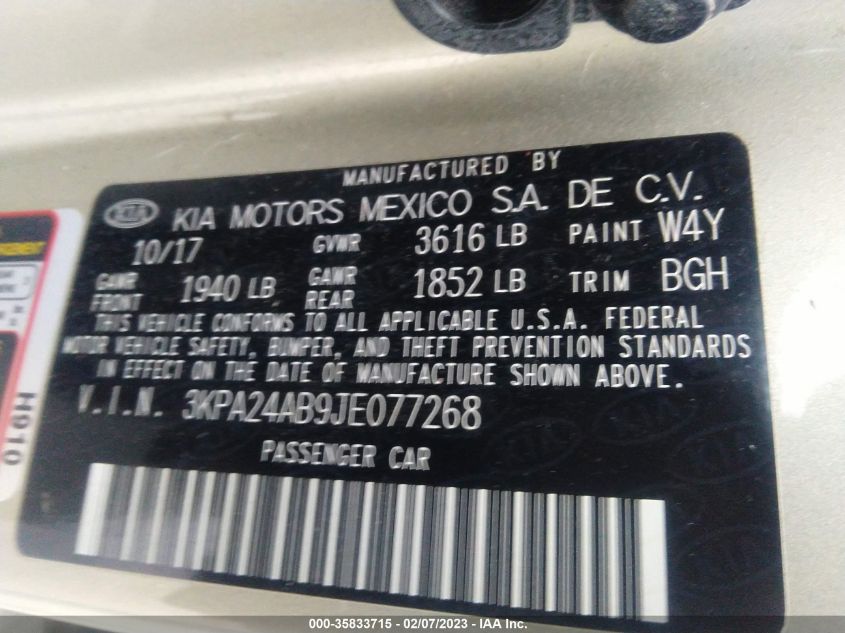 MANUFACTURED BY
KIA KIA MOTORS MEXICO S.A. DE C.V.
10/17 GVWR 3616 LB PAINT W4Y
GAWR FRONT 1940 LB GAWR REAR 1852 LB TRIM BGH
THIS VEHICLE CONFORMS TO ALL APPLICABLE U.S.A. FEDERAL
MOTOR VEHICLE SAFETY, BUMPER, AND THEFT PREVENTION STANDARDS
IN EFFECT ON THE DATE OF MANUFACTURE SHOWN ABOVE.
V.I.N. 3KPA24AB9JE077268
PASSENGER CAR
H910
000-35833715 - 02/07/2023 - IAA Inc.